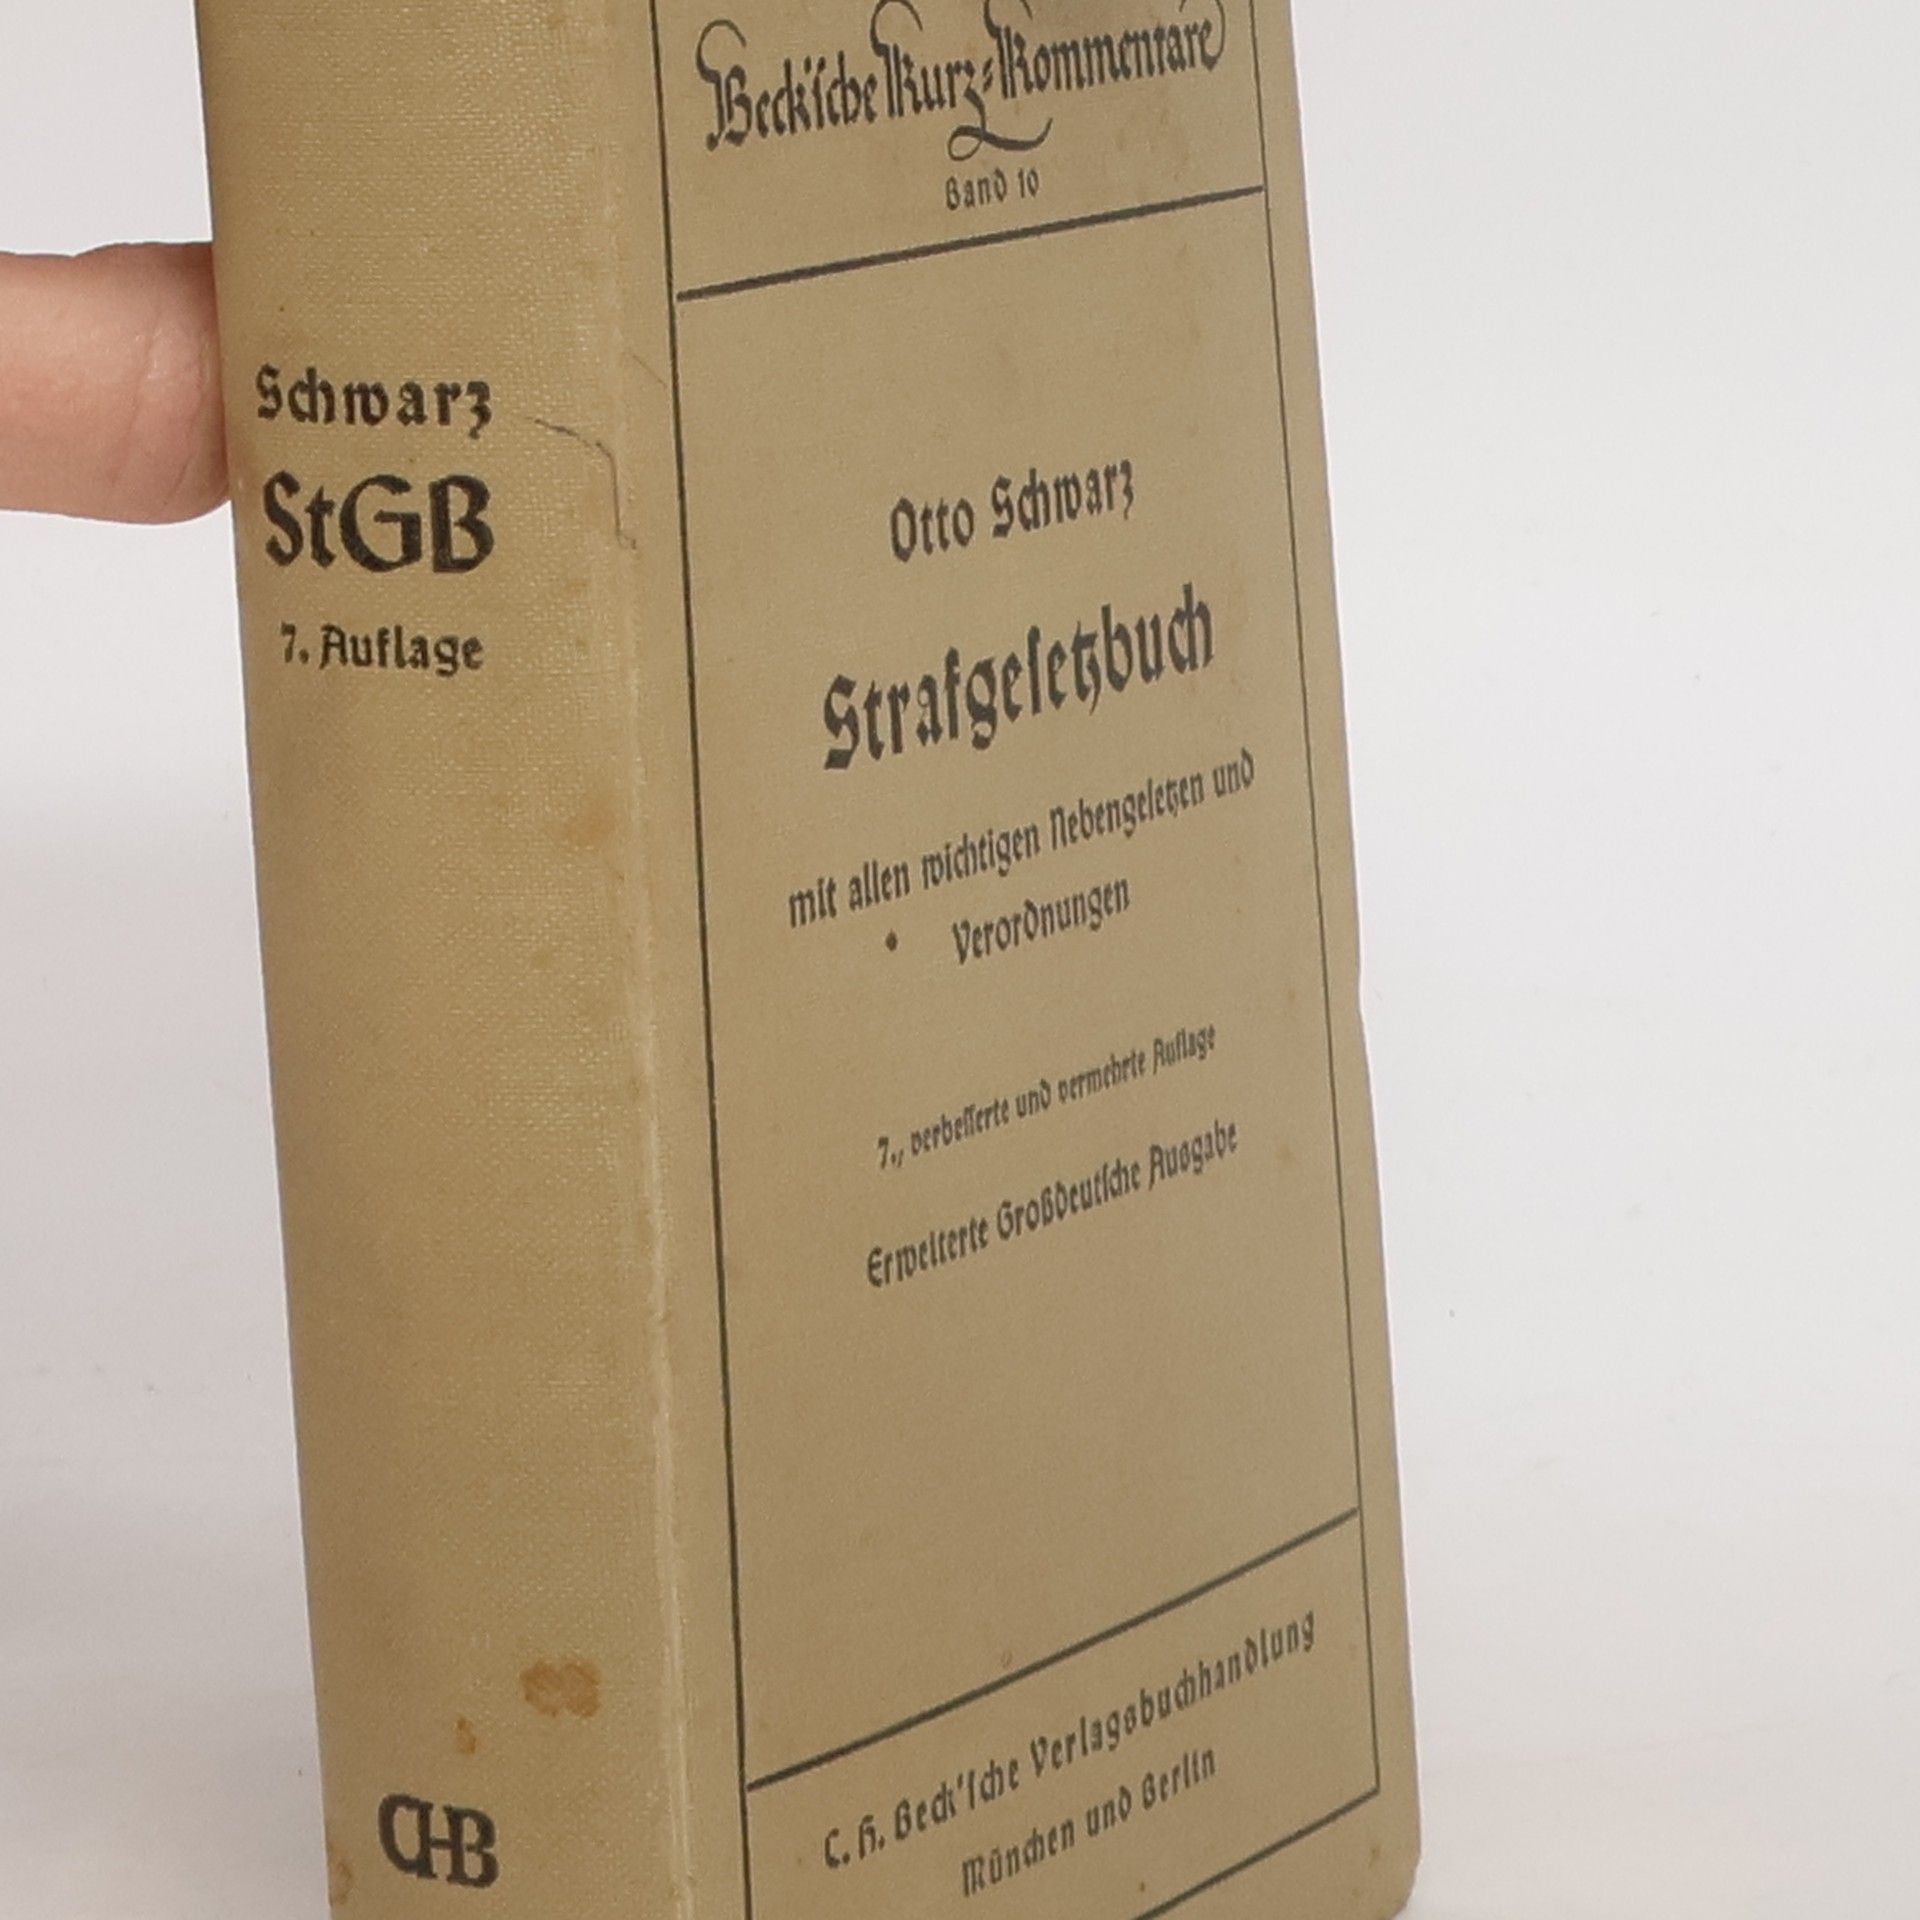 Schwarz
StGB
7. Auflage
CHB
Beck'sche Kurz-Kommentare
Band 10
Otto Schwarz
Strafgesetzbuch
mit allen wichtigen Nebengesetzen und
Verordnungen
7., verbesserte und vermehrte Auflage
Erweiterte Großdeutsche Ausgabe
C. H. Beck'sche Verlagsbuchhandlung
München und Berlin